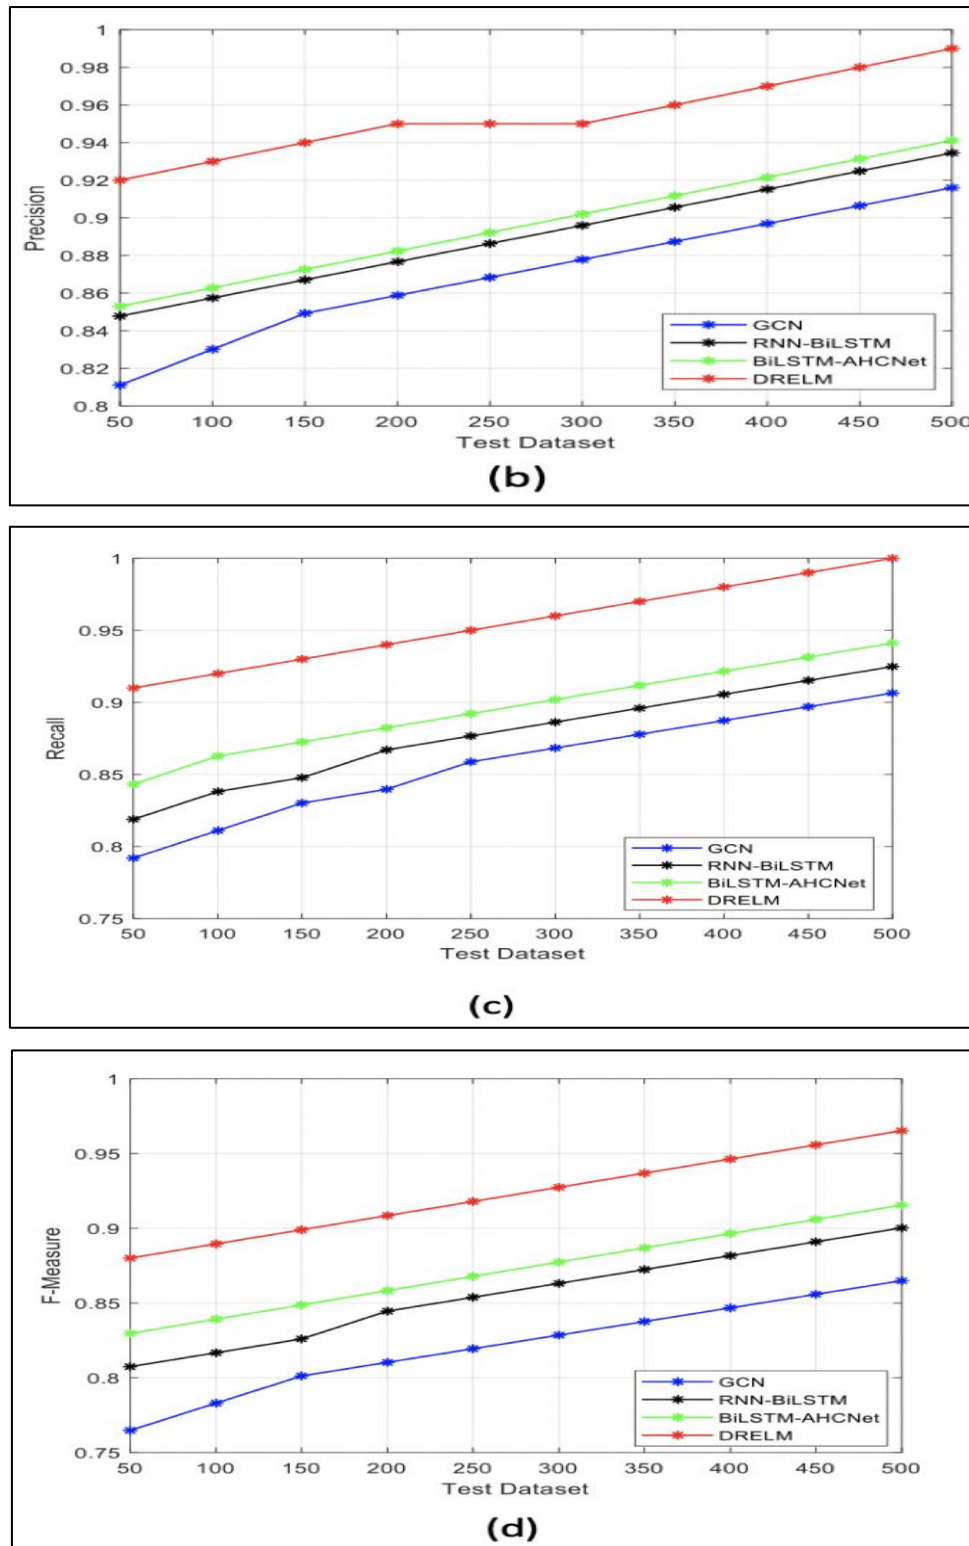 1
0.98
0.96
0.94
0.92
0.9
0.88
0.86
0.84
0.82
0.8
Precision
50 100 150 200 250 300 350 400 450 500
Test Dataset
GCN
RNN-BiLSTM
BiLSTM-AHCNet
DRELM
(b)
1
0.95
0.9
0.85
0.8
0.75
Recall
50 100 150 200 250 300 350 400 450 500
Test Dataset
GCN
RNN-BiLSTM
BiLSTM-AHCNet
DRELM
(c)
1
0.95
0.9
0.85
0.8
0.75
F-Measure
50 100 150 200 250 300 350 400 450 500
Test Dataset
GCN
RNN-BiLSTM
BiLSTM-AHCNet
DRELM
(d)